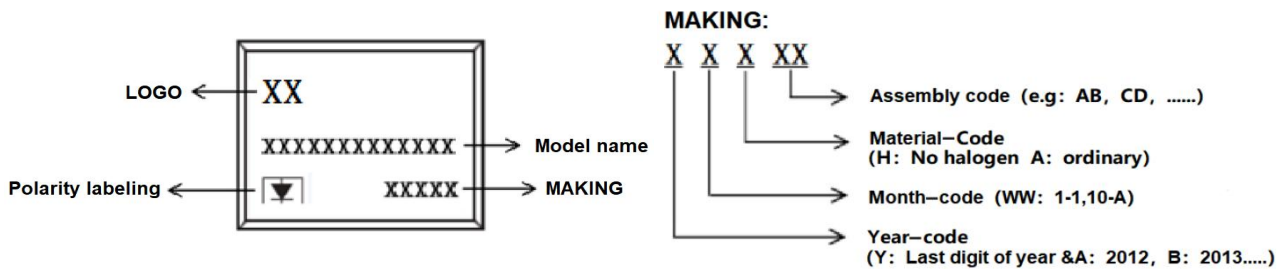 LOGO
XX
XXXXXXXXXXXXX
Model name
Polarity labeling
XXXXX
MAKING
MAKING:
X X X XX
Assembly code (e.g: AB, CD, ......)
Material-Code
(H: No halogen A: ordinary)
Month-code (WW: 1-1,10-A)
Year-code
(Y: Last digit of year &A: 2012, B: 2013.....)